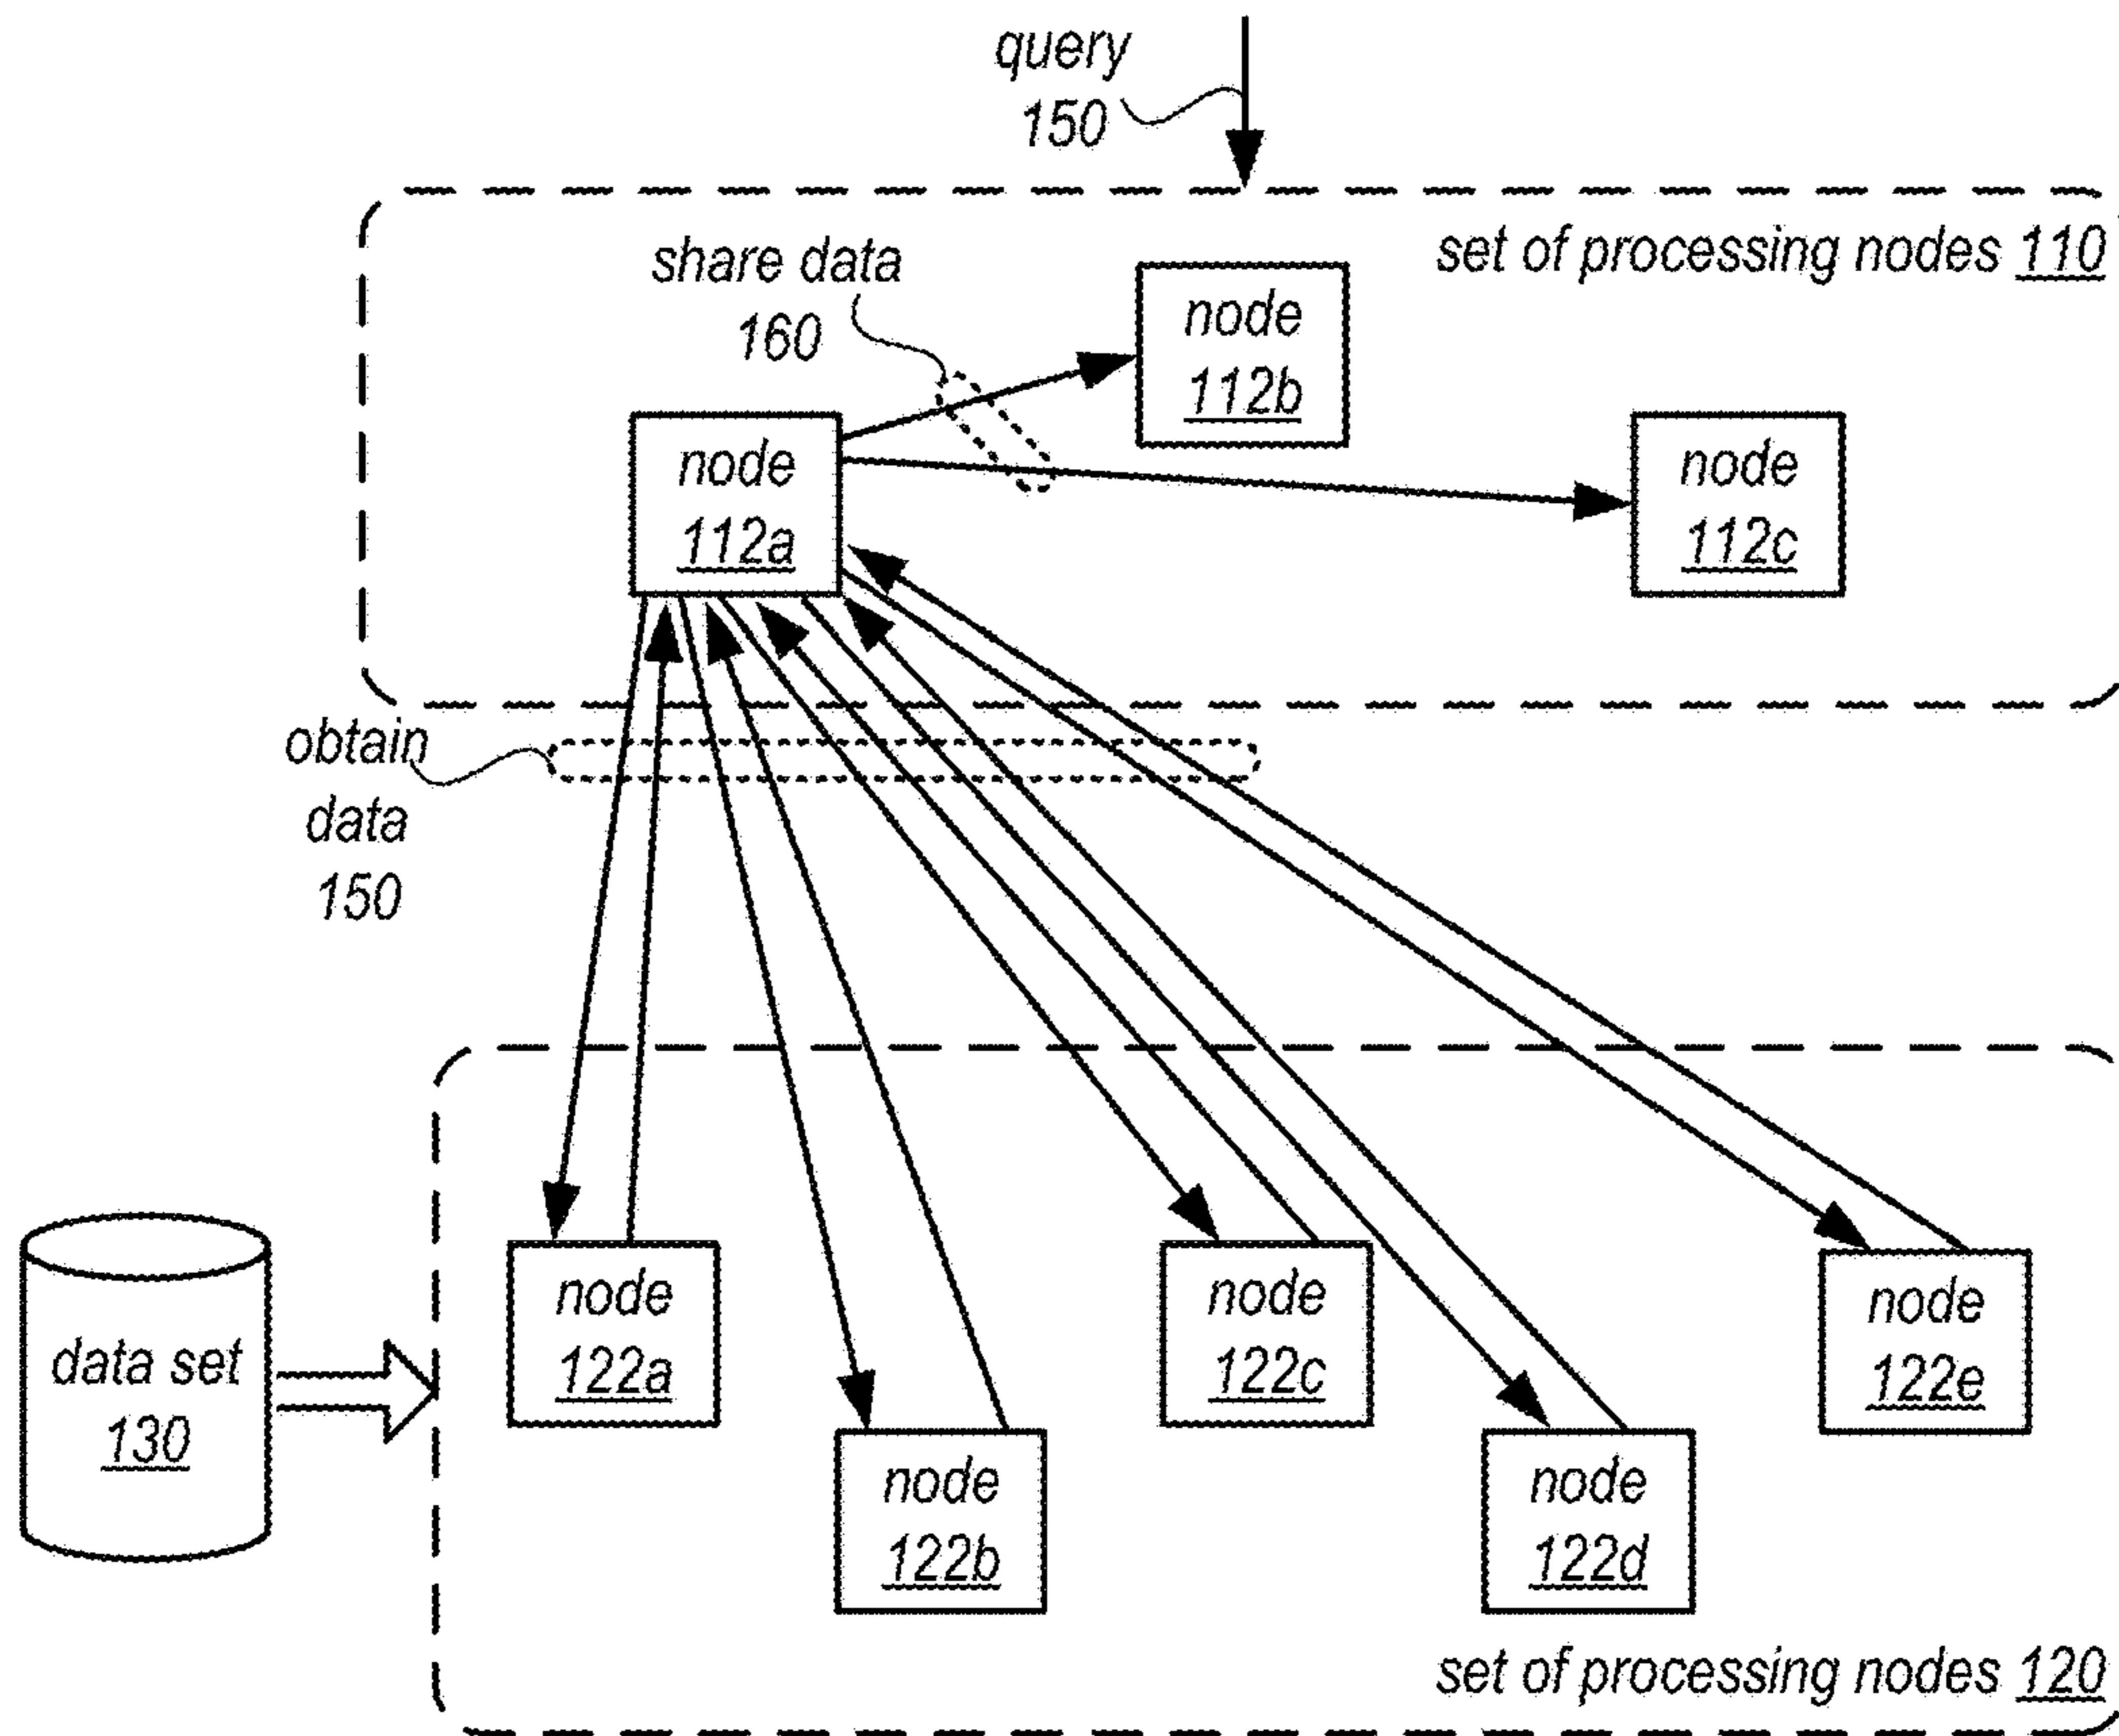 query
150
set of processing nodes 110
share data
160
node
112b
node
112a
node
112c
obtain
data
150
node
122a
node
122c
node
122e
data set
130
node
122b
node
122d
set of processing nodes 120